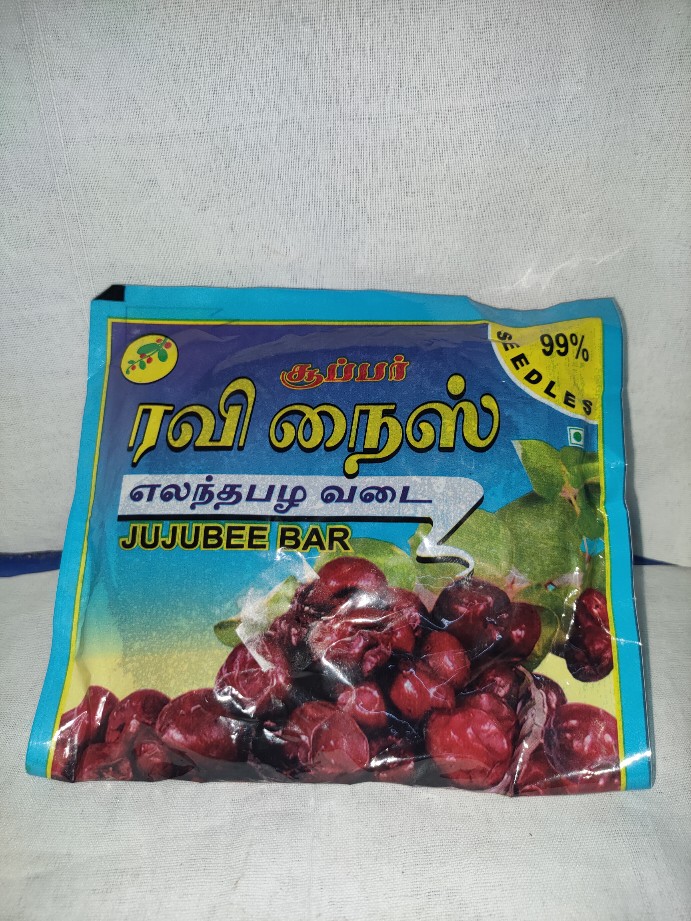 99%
SEEDLES
சூப்பர்
ரவி நைஸ்
எலந்தபழ வடை
JUJUBEE BAR